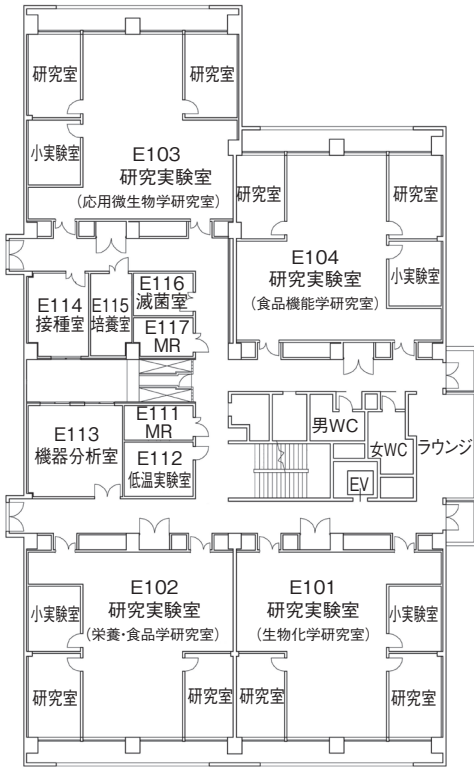 研究室
研究室
小実験室
E103
研究実験室
(応用微生物学研究室)
研究室
研究室
E104
研究実験室
(食品機能学研究室)
小実験室
E114
接種室
E115
培養室
E116
滅菌室
E117
MR
E113
機器分析室
E111
MR
E112
低温実験室
男WC
女WC
ラウンジ
EV
E102
研究実験室
(栄養・食品学研究室)
小実験室
研究室
研究室
E101
研究実験室
(生物化学研究室)
小実験室
研究室
研究室